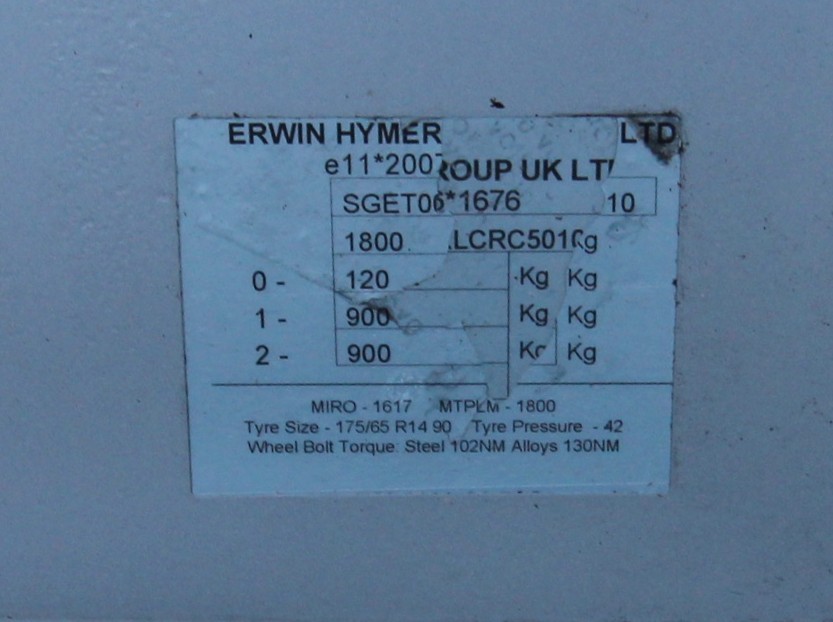 ERWIN HYMER LTD
e11*200 ROUP UK LT
SGET06 *1676 10
1800 LCRC501 Kg
0 - 120 Kg Kg
1 - 900 Kg Kg
2 - 900 Kg
MIRO - 1617 MTPLM - 1800
Tyre Size - 175/65 R14 90 Tyre Pressure - 42
Wheel Bolt Torque: Steel 102NM Alloys 130NM